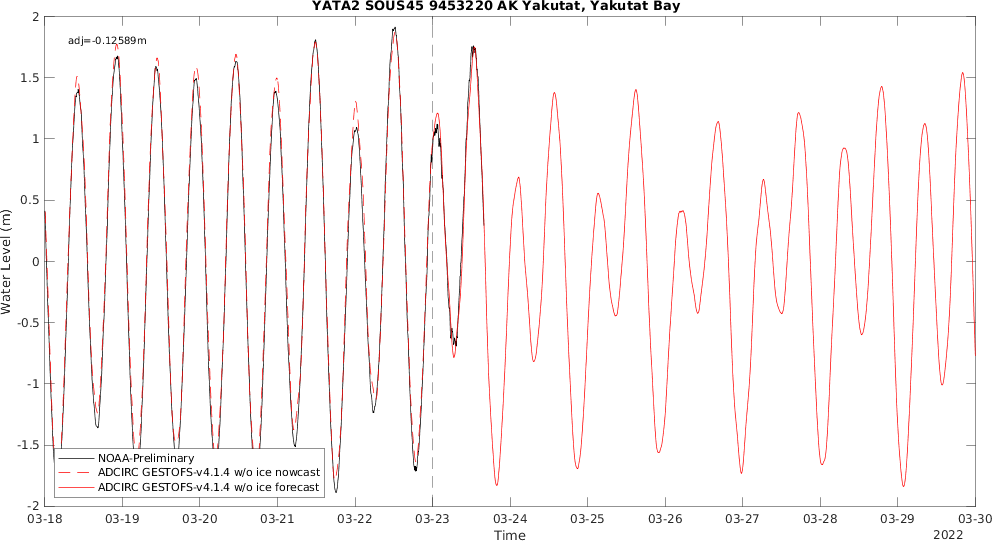 YATA2 SOUS45 9453220 AK Yakutat, Yakutat Bay
adj=-0.12589m
Water Level (m)
2
1.5
1
0.5
0
-0.5
-1
-1.5
-2
NOAA-Preliminary
ADCIRC GESTOFS-v4.1.4 w/o ice nowcast
ADCIRC GESTOFS-v4.1.4 w/o ice forecast
03-18 03-19 03-20 03-21 03-22 03-23 03-24 03-25 03-26 03-27 03-28 03-29 03-30
Time
2022